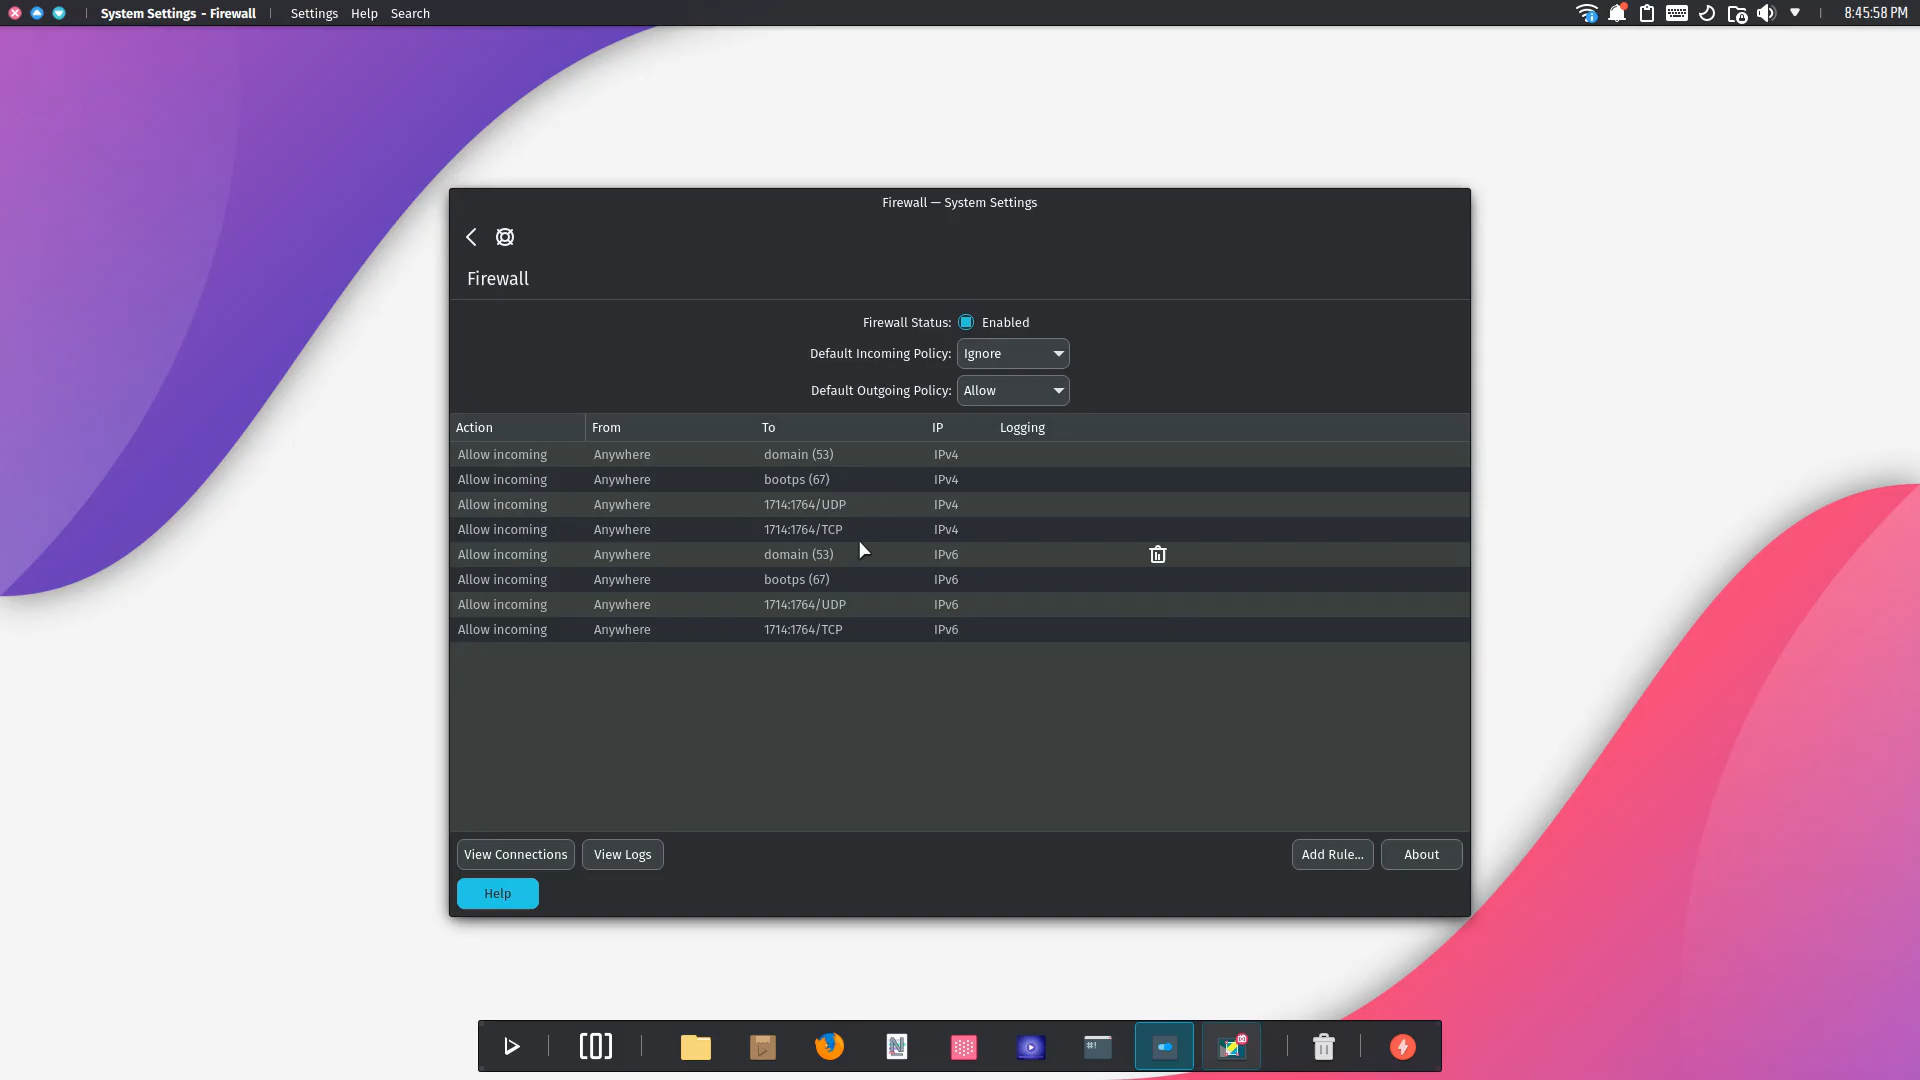 System Settings - Firewall Settings Help Search 8:45:58 PM
Firewall — System Settings
Firewall
Firewall Status: Enabled
Default Incoming Policy: Ignore
Default Outgoing Policy: Allow
Action From To IP Logging
Allow incoming Anywhere domain (53) IPv4
Allow incoming Anywhere bootps (67) IPv4
Allow incoming Anywhere 1714:1764/UDP IPv4
Allow incoming Anywhere 1714:1764/TCP IPv4
Allow incoming Anywhere domain (53) IPv6
Allow incoming Anywhere bootps (67) IPv6
Allow incoming Anywhere 1714:1764/UDP IPv6
Allow incoming Anywhere 1714:1764/TCP IPv6
View Connections View Logs Add Rule... About
Help